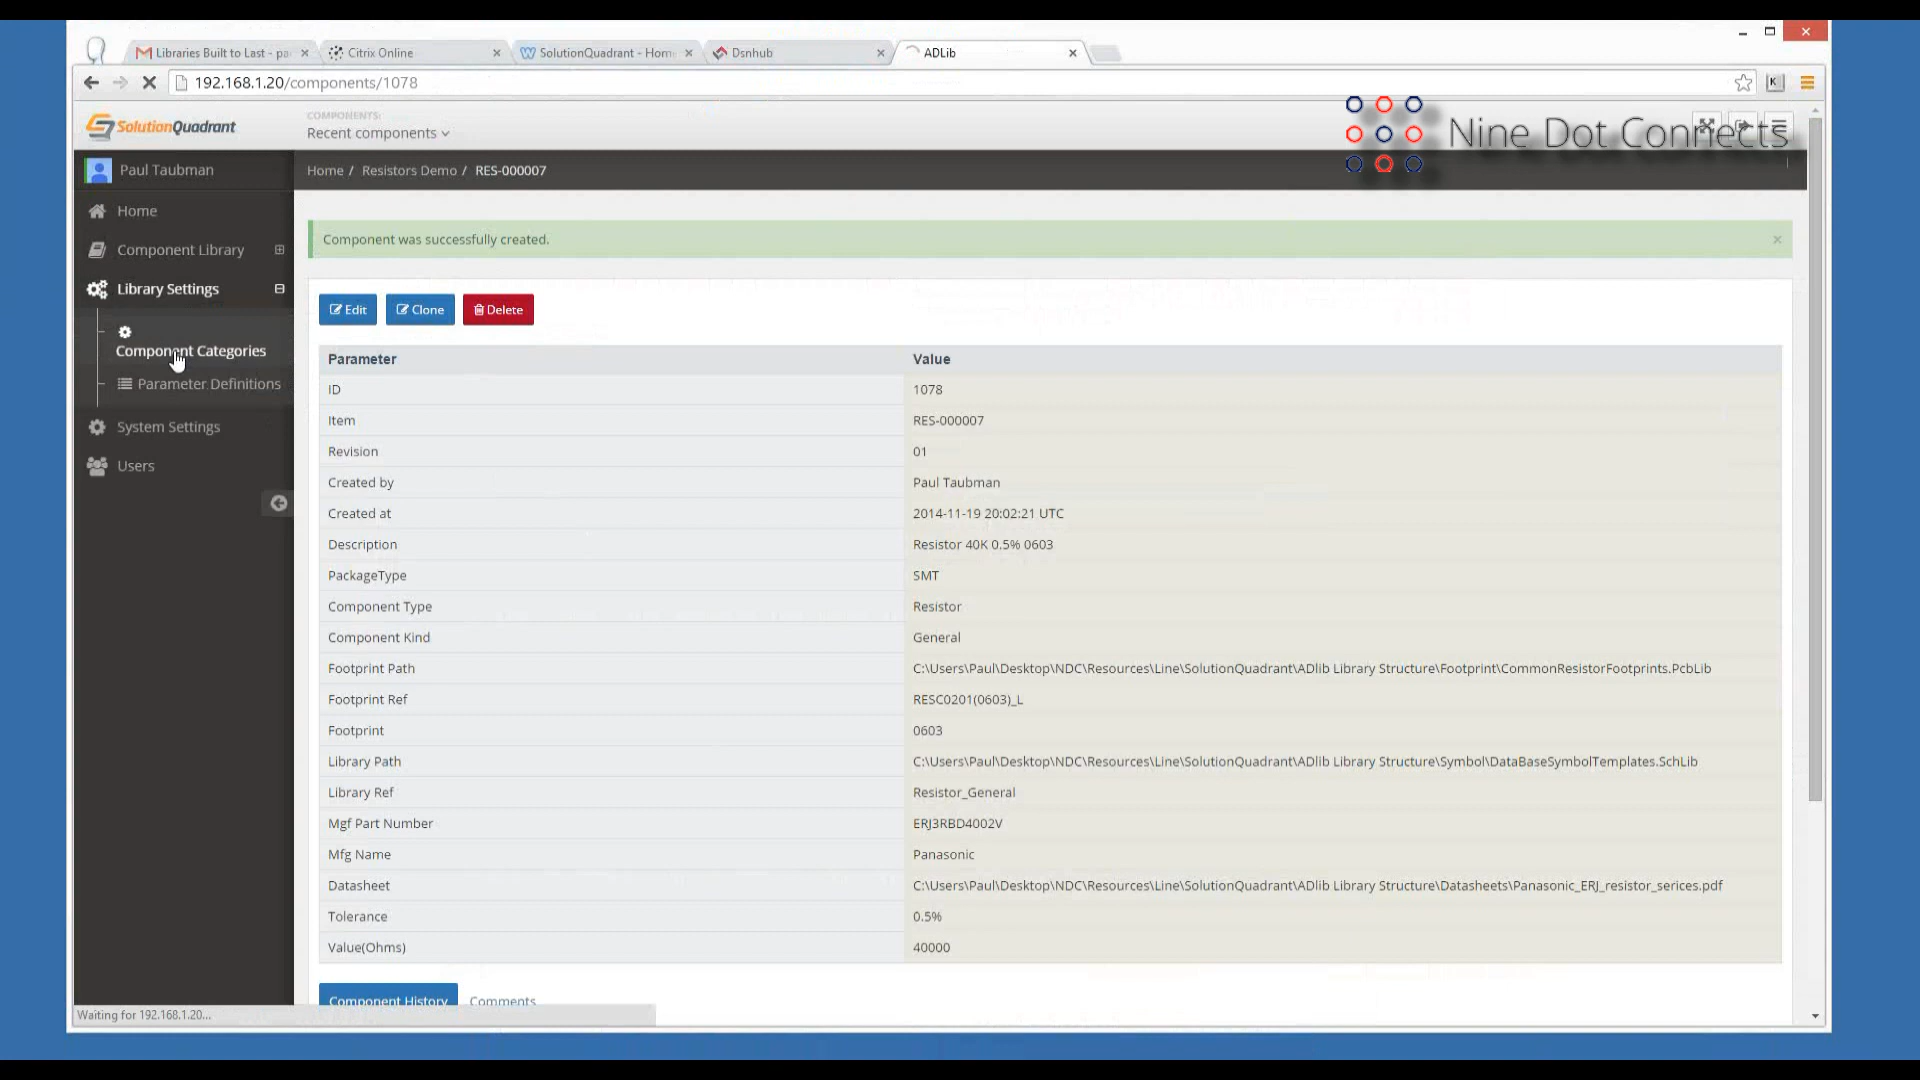 Libraries Built to Last - pa
Citrix Online
SolutionQuadrant - Home
Dsnhub
ADLib
192.168.1.20/components/1078
SolutionQuadrant
COMPONENTS:
Recent components
Nine Dot Connects
Paul Taubman
Home / Resistors Demo / RES-000007
Home
Component Library
Library Settings
Component Categories
Parameter Definitions
System Settings
Users
Component was successfully created.
Edit
Clone
Delete
Parameter Value
ID 1078
Item RES-000007
Revision 01
Created by Paul Taubman
Created at 2014-11-19 20:02:21 UTC
Description Resistor 40K 0.5% 0603
PackageType SMT
Component Type Resistor
Component Kind General
Footprint Path C:\Users\Paul\Desktop\NDC\Resources\Line\SolutionQuadrant\ADlib Library Structure\Footprint\CommonResistorFootprints.PcbLib
Footprint Ref RESC0201(0603)_L
Footprint 0603
Library Path C:\Users\Paul\Desktop\NDC\Resources\Line\SolutionQuadrant\ADlib Library Structure\Symbol\DataBaseSymbolTemplates.SchLib
Library Ref Resistor_General
Mgf Part Number ERJ3RBD4002V
Mfg Name Panasonic
Datasheet C:\Users\Paul\Desktop\NDC\Resources\Line\SolutionQuadrant\ADlib Library Structure\Datasheets\Panasonic_ERJ_resistor_serices.pdf
Tolerance 0.5%
Value(Ohms) 40000
Component History
Comments
Waiting for 192.168.1.20...